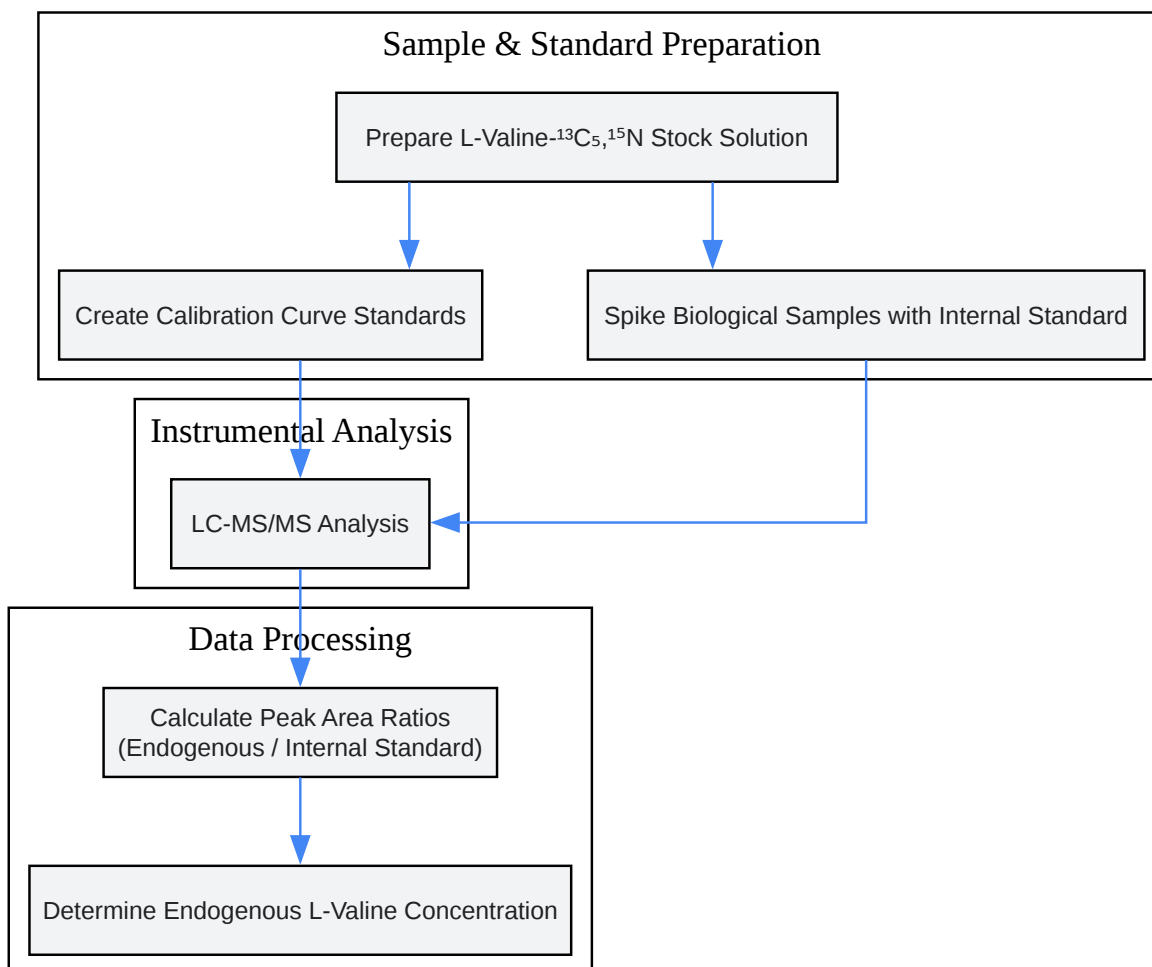 Sample & Standard Preparation
Prepare L-Valine-¹³C₅,¹⁵N Stock Solution
Create Calibration Curve Standards
Spike Biological Samples with Internal Standard
Instrumental Analysis
LC-MS/MS Analysis
Data Processing
Calculate Peak Area Ratios
(Endogenous / Internal Standard)
Determine Endogenous L-Valine Concentration